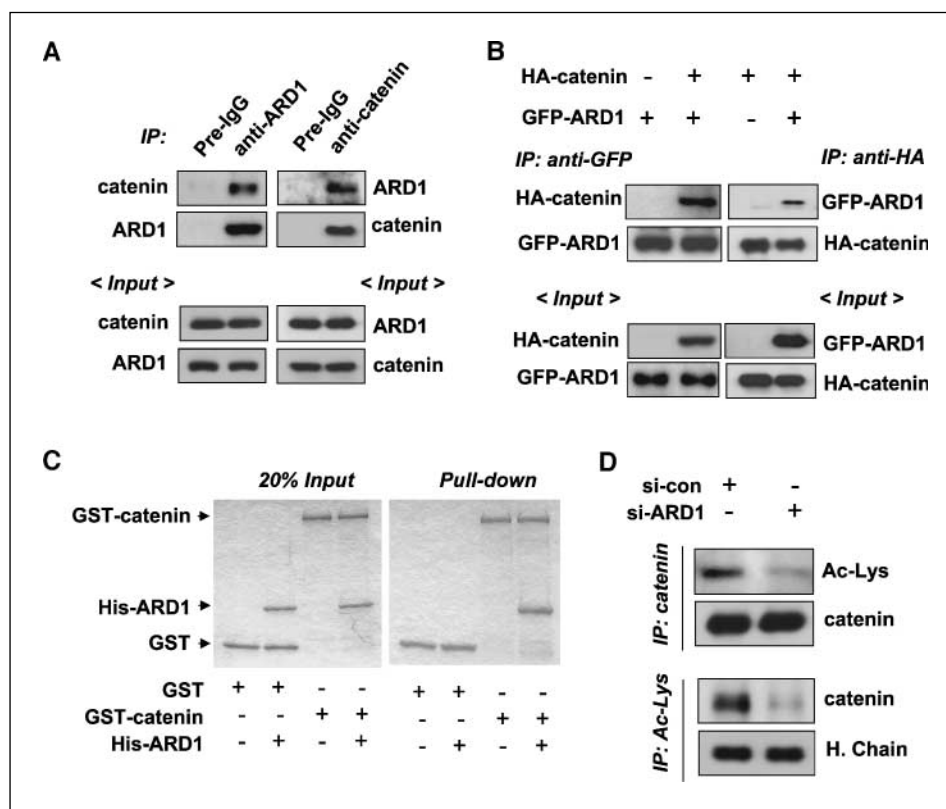 A
IP:
Pre-IgG
anti-ARD1
Pre-IgG
anti-catenin
catenin
ARD1
ARD1
catenin
< Input >
< Input >
catenin
ARD1
ARD1
catenin
B
HA-catenin - + + +
GFP-ARD1 + + - +
IP: anti-GFP
IP: anti-HA
HA-catenin
GFP-ARD1
GFP-ARD1
HA-catenin
< Input >
< Input >
HA-catenin
GFP-ARD1
GFP-ARD1
HA-catenin
C
20% Input
Pull-down
GST-catenin
His-ARD1
GST
GST + + - - + + - -
GST-catenin - - + + - - + +
His-ARD1 - + - + - + - +
D
si-con + -
si-ARD1 - +
IP: catenin
Ac-Lys
catenin
IP: Ac-Lys
catenin
H. Chain